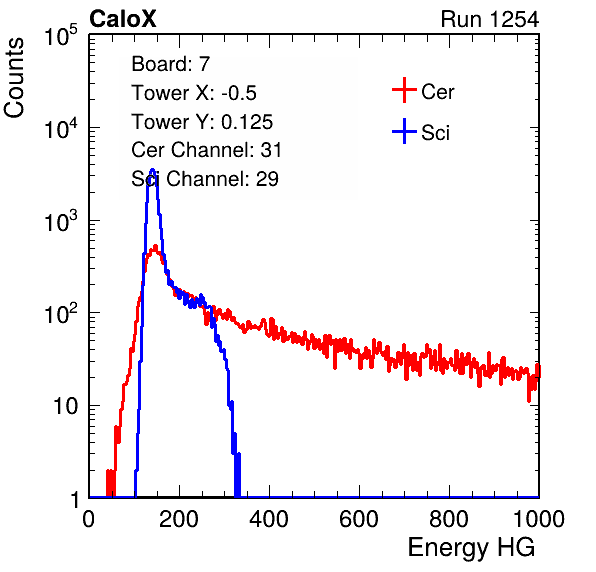 CaloX Run 1254
Counts
10^5
10^4
10^3
10^2
10
1
Board: 7
Tower X: -0.5
Tower Y: 0.125
Cer Channel: 31
Sci Channel: 29
Cer
Sci
0 200 400 600 800 1000
Energy HG